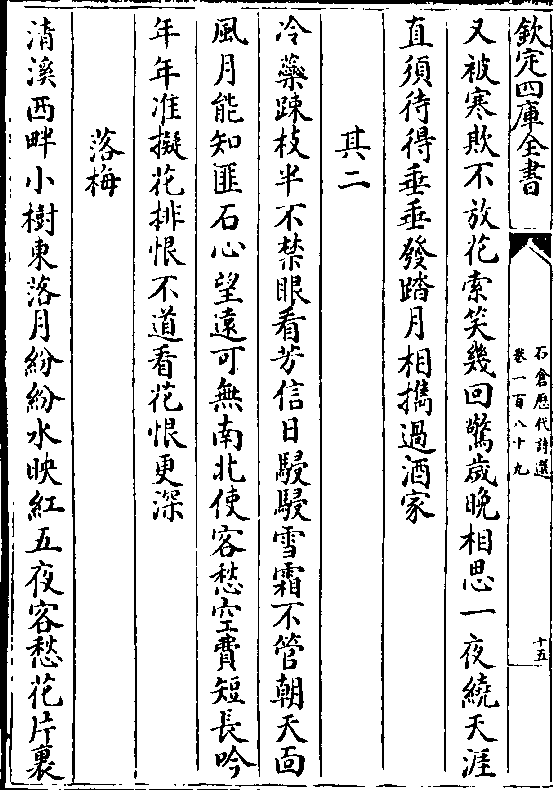 欽定四庫全書
石倉歷代詩選
卷一百八十九
十五
又被寒欺不放花索笑幾回驚歲晚相思一夜繞天涯
直須待得垂垂發踏月相攜過酒家
其二
冷蘂踈枝半不禁眼看芳信日駸駸雪霜不管朝天面
風月能知匪石心望遠可無南北使客愁空費短長吟
年年准擬花排恨不道看花恨更深
落梅
清溪西畔小樹東落月紛紛水映紅五夜客愁花片裏